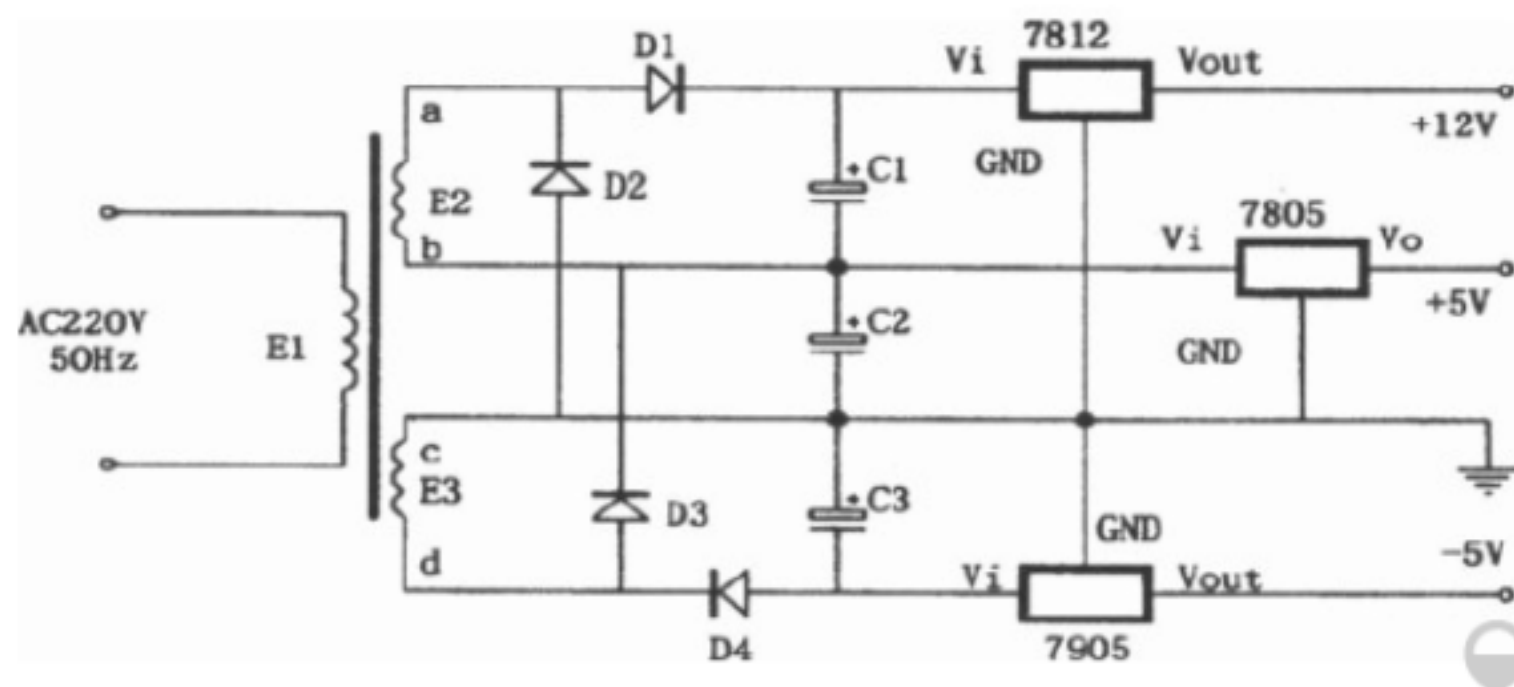 D1
7812
Vi
Vout
a
+12V
D2
+C1
GND
E2
7805
b
Vi
Vo
AC220V
50Hz
E1
+C2
+5V
GND
c
E3
+C3
D3
GND
-5V
d
Vi
Vout
D4
7905